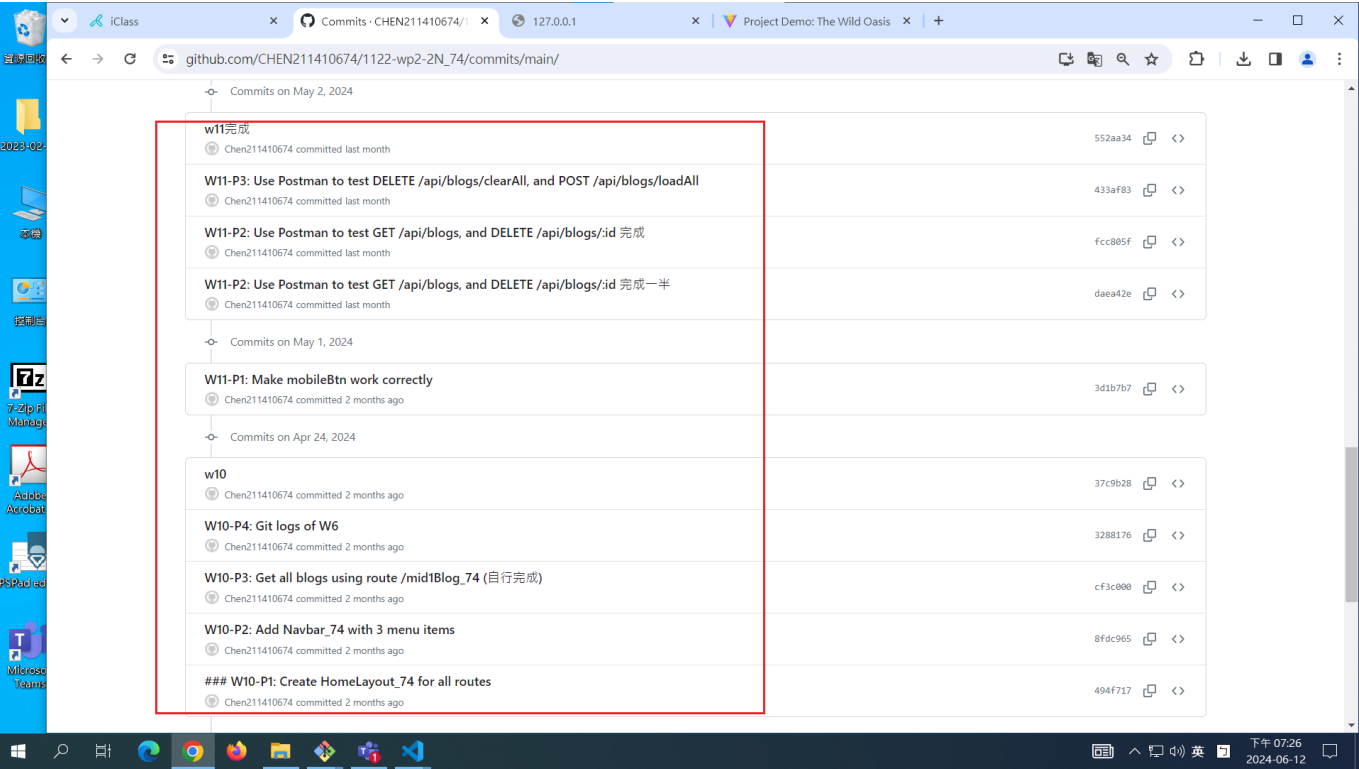 iClass
Commits · CHEN211410674/1
127.0.0.1
Project Demo: The Wild Oasis
github.com/CHEN211410674/1122-wp2-2N_74/commits/main/
資源回收
2023-02-
本機
控制台
7-Zip Fi
Manage
Adobe
Acrobat
PSPad ed
Microso
Teams
Commits on May 2, 2024
w11完成
552aa34
Chen211410674 committed last month
W11-P3: Use Postman to test DELETE /api/blogs/clearAll, and POST /api/blogs/loadAll
433af83
Chen211410674 committed last month
W11-P2: Use Postman to test GET /api/blogs, and DELETE /api/blogs/:id 完成
fcc805f
Chen211410674 committed last month
W11-P2: Use Postman to test GET /api/blogs, and DELETE /api/blogs/:id 完成一半
daea42e
Chen211410674 committed last month
Commits on May 1, 2024
W11-P1: Make mobileBtn work correctly
3d1b7b7
Chen211410674 committed 2 months ago
Commits on Apr 24, 2024
w10
37c9b28
Chen211410674 committed 2 months ago
W10-P4: Git logs of W6
3288176
Chen211410674 committed 2 months ago
W10-P3: Get all blogs using route /mid1Blog_74 (自行完成)
cf3c000
Chen211410674 committed 2 months ago
W10-P2: Add Navbar_74 with 3 menu items
8fdc965
Chen211410674 committed 2 months ago
### W10-P1: Create HomeLayout_74 for all routes
494f717
Chen211410674 committed 2 months ago
英
下午 07:26
2024-06-12